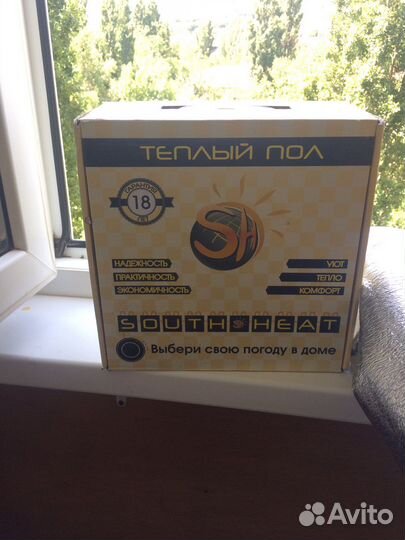 ТЕПЛЫЙ ПОЛ
ГАРАНТИЯ
18
ЛЕТ
SH
НАДЕЖНОСТЬ
ПРАКТИЧНОСТЬ
ЭКОНОМИЧНОСТЬ
УЮТ
ТЕПЛО
КОМФОРТ
SOUTH HEAT
Выбери свою погоду в доме
Avito